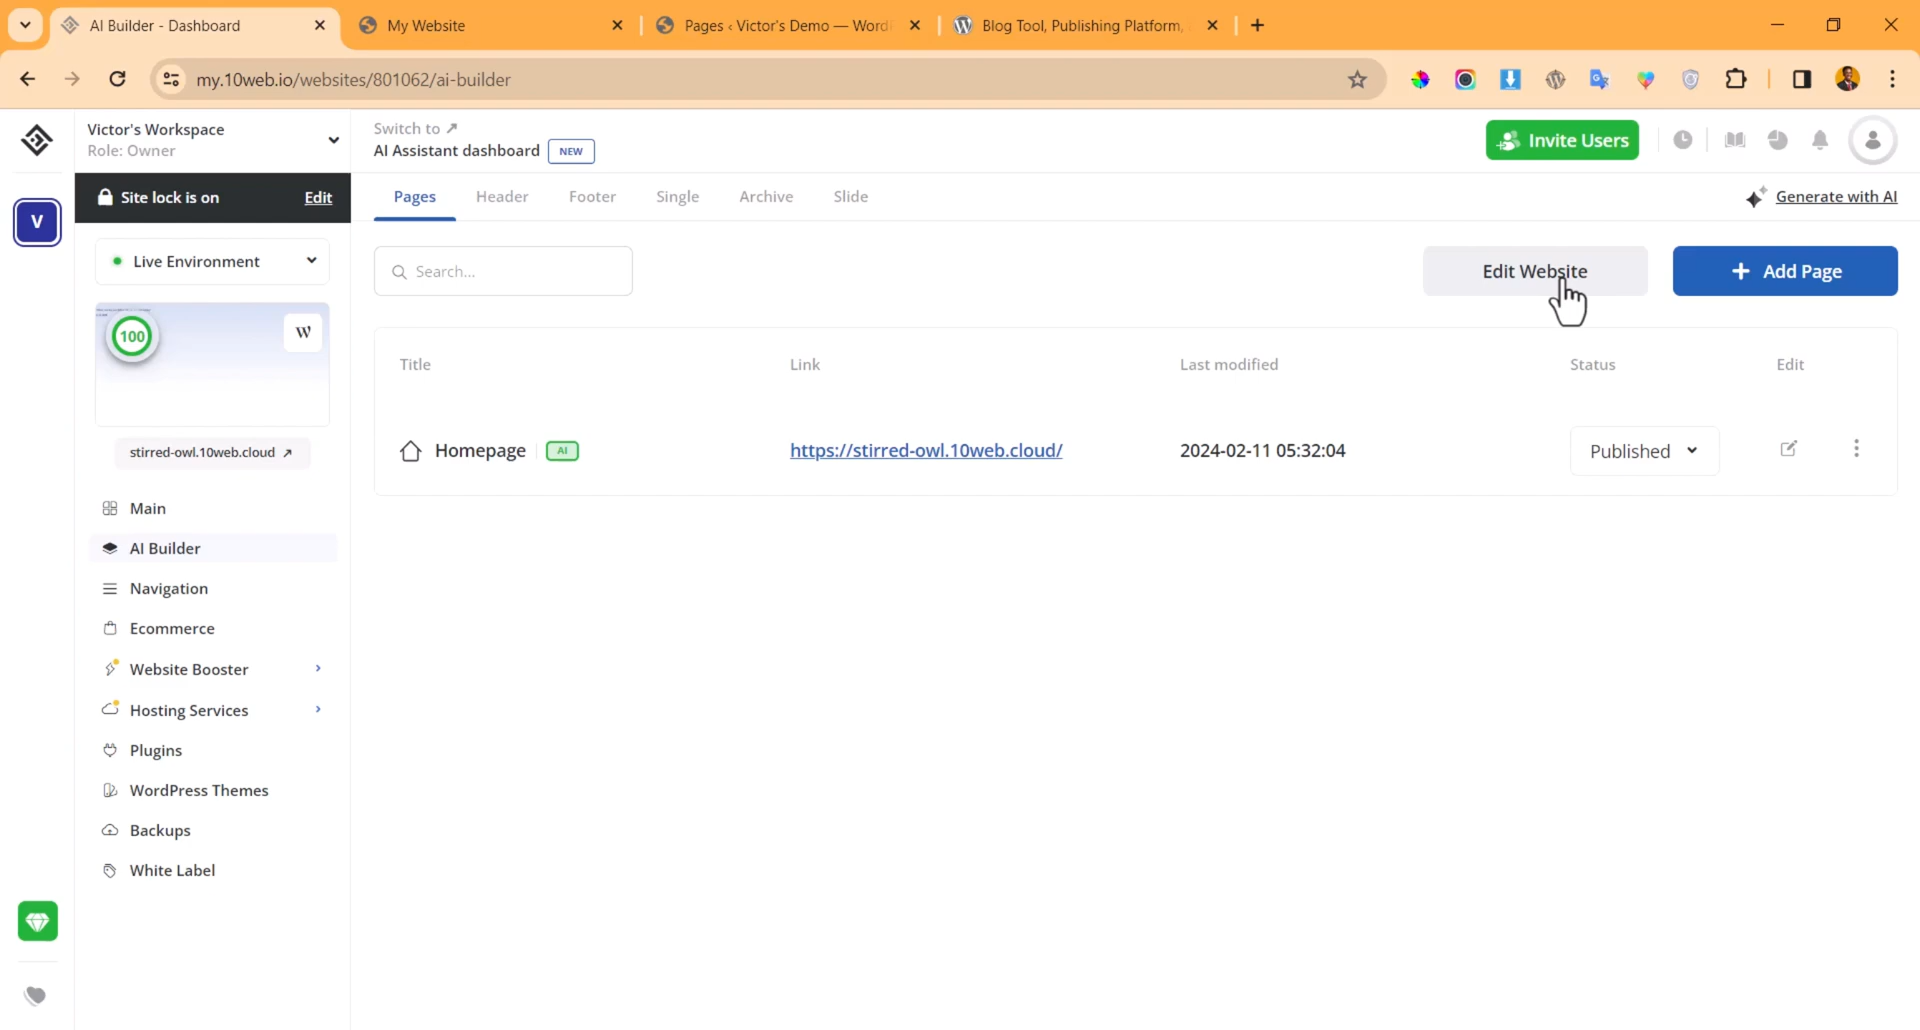 AI Builder - Dashboard
My Website
Pages ‹ Victor's Demo — Word
Blog Tool, Publishing Platform,
my.10web.io/websites/801062/ai-builder
Victor's Workspace
Role: Owner
Switch to ↗
AI Assistant dashboard NEW
Invite Users
V
Site lock is on Edit
Pages Header Footer Single Archive Slide
Generate with AI
Live Environment
Search...
Edit Website
+ Add Page
100
W
stirred-owl.10web.cloud ↗
Title Link Last modified Status Edit
Homepage AI https://stirred-owl.10web.cloud/ 2024-02-11 05:32:04 Published
Main
AI Builder
Navigation
Ecommerce
Website Booster
Hosting Services
Plugins
WordPress Themes
Backups
White Label